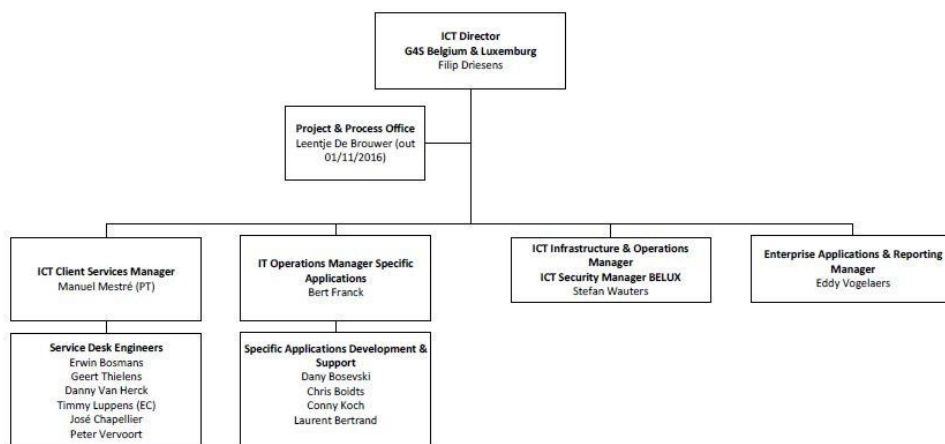 ICT Director
G4S Belgium & Luxemburg
Filip Driesens
Project & Process Office
Leentje De Brouwer (out
01/11/2016)
ICT Client Services Manager
Manuel Mestré (PT)
IT Operations Manager Specific
Applications
Bert Franck
ICT Infrastructure & Operations
Manager
ICT Security Manager BELUX
Stefan Wauters
Enterprise Applications & Reporting
Manager
Eddy Vogelaers
Service Desk Engineers
Erwin Bosmans
Geert Thielens
Danny Van Herck
Timmy Luppens (EC)
José Chapellier
Peter Vervoort
Specific Applications Development &
Support
Dany Bosevski
Chris Boidts
Conny Koch
Laurent Bertrand